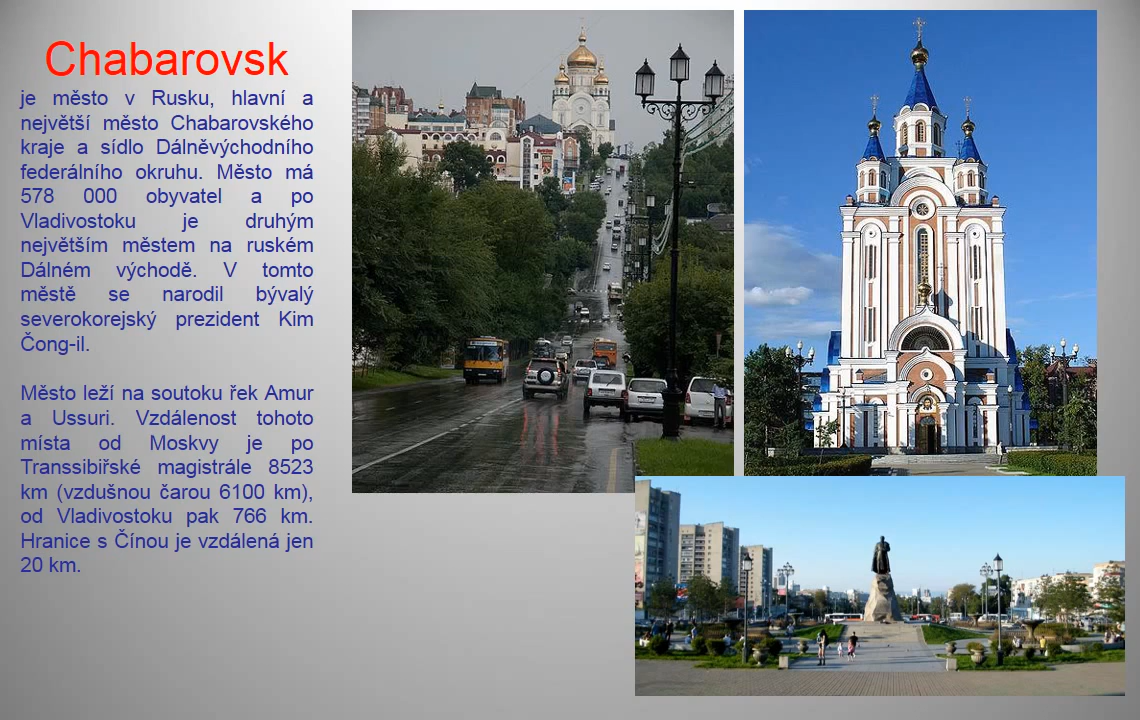 Chabarovsk
je město v Rusku, hlavní a
největší město Chabarovského
kraje a sídlo Dálněvýchodního
federálního okruhu. Město má
578 000 obyvatel a po
Vladivostoku je druhým
největším městem na ruském
Dálném východě. V tomto
městě se narodil bývalý
severokorejský prezident Kim
Čong-il.
Město leží na soutoku řek Amur
a Ussuri. Vzdálenost tohoto
místa od Moskvy je po
Transsibiřské magistrále 8523
km (vzdušnou čarou 6100 km),
od Vladivostoku pak 766 km.
Hranice s Čínou je vzdálená jen
20 km.